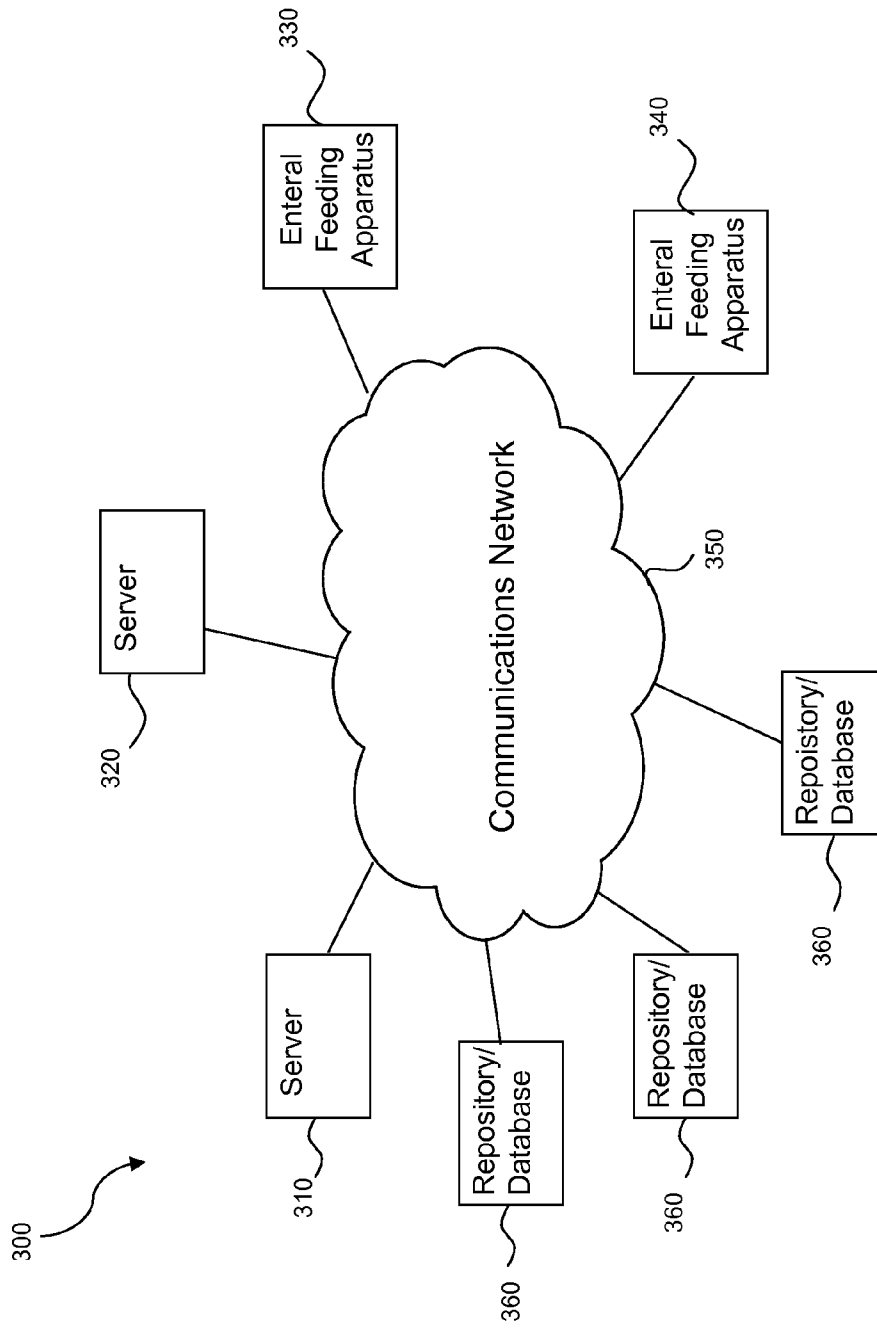 300
310
Server
320
Server
330
Enteral
Feeding
Apparatus
360
Repository/
Database
Communications Network
340
Enteral
Feeding
Apparatus
360
Repository/
Database
350
360
Repoistory/
Database